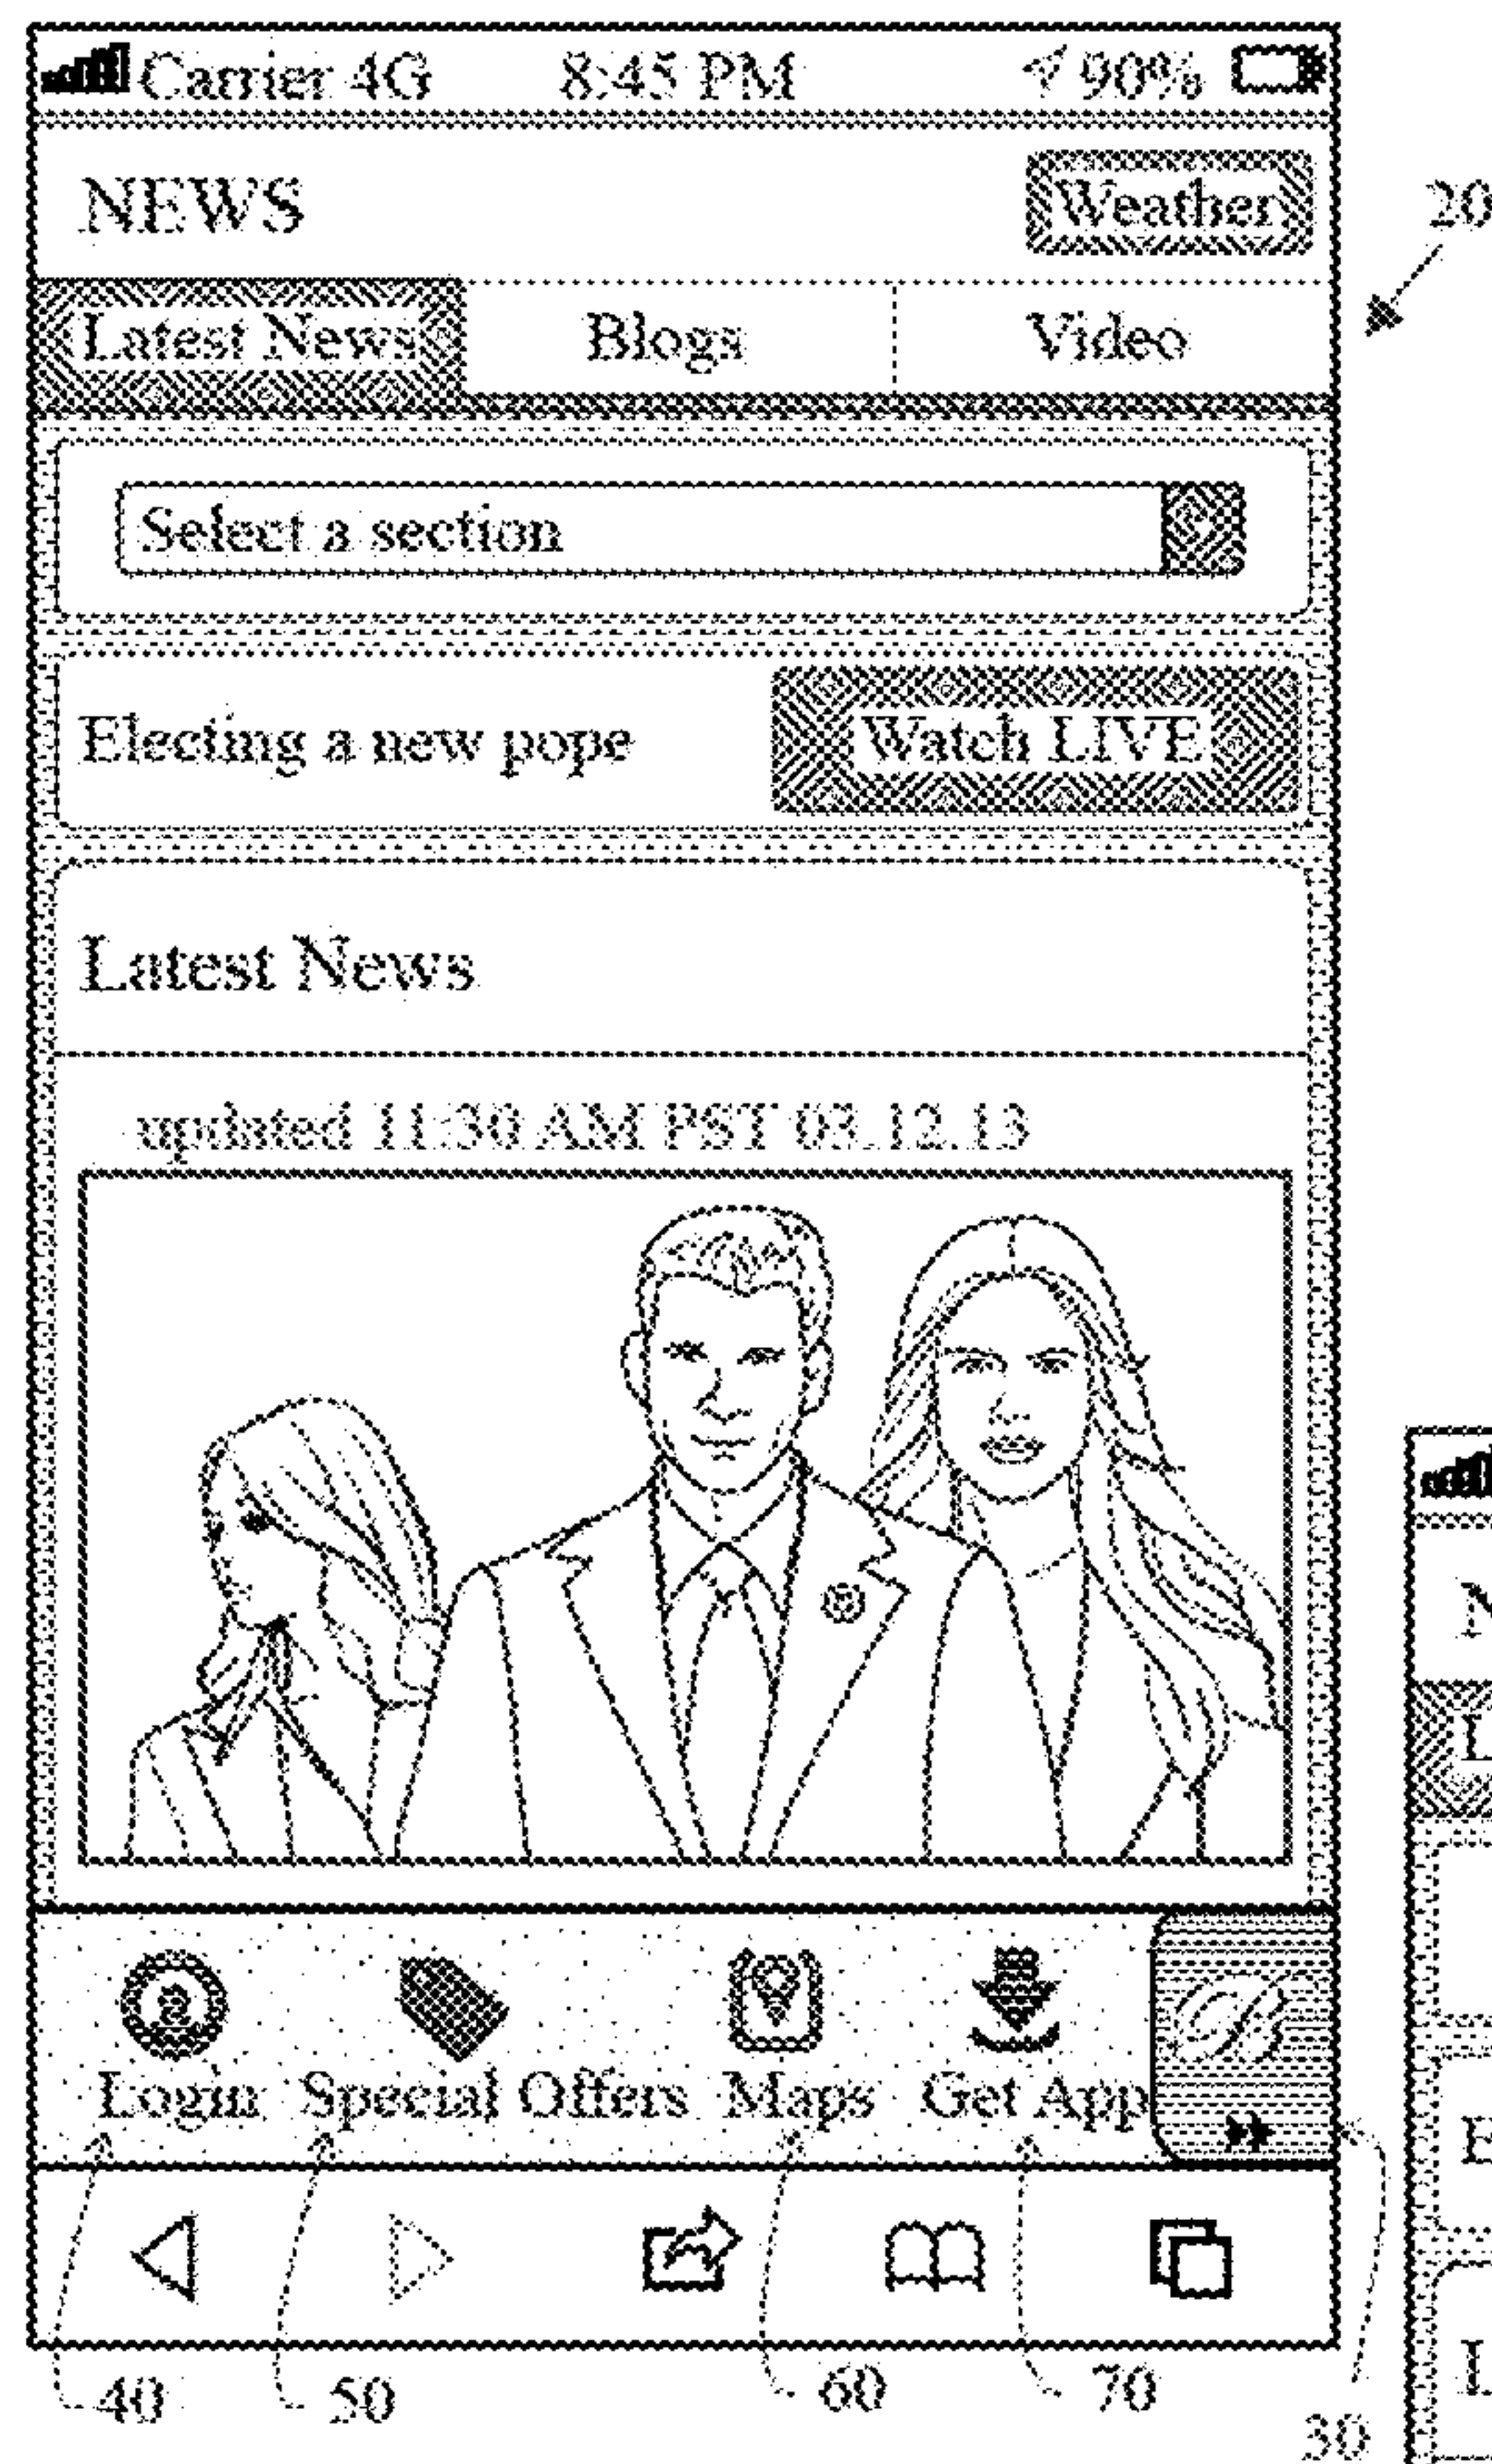 Carrier 4G 8:45 PM 90%
NEWS Weather
20
Latest News Blogs Video
Select a section
Electing a new pope Watch LIVE
Latest News
updated 11:30 AM PST 03.12.13
B
Login Special Offers Maps Get App
40 50 60 70
30